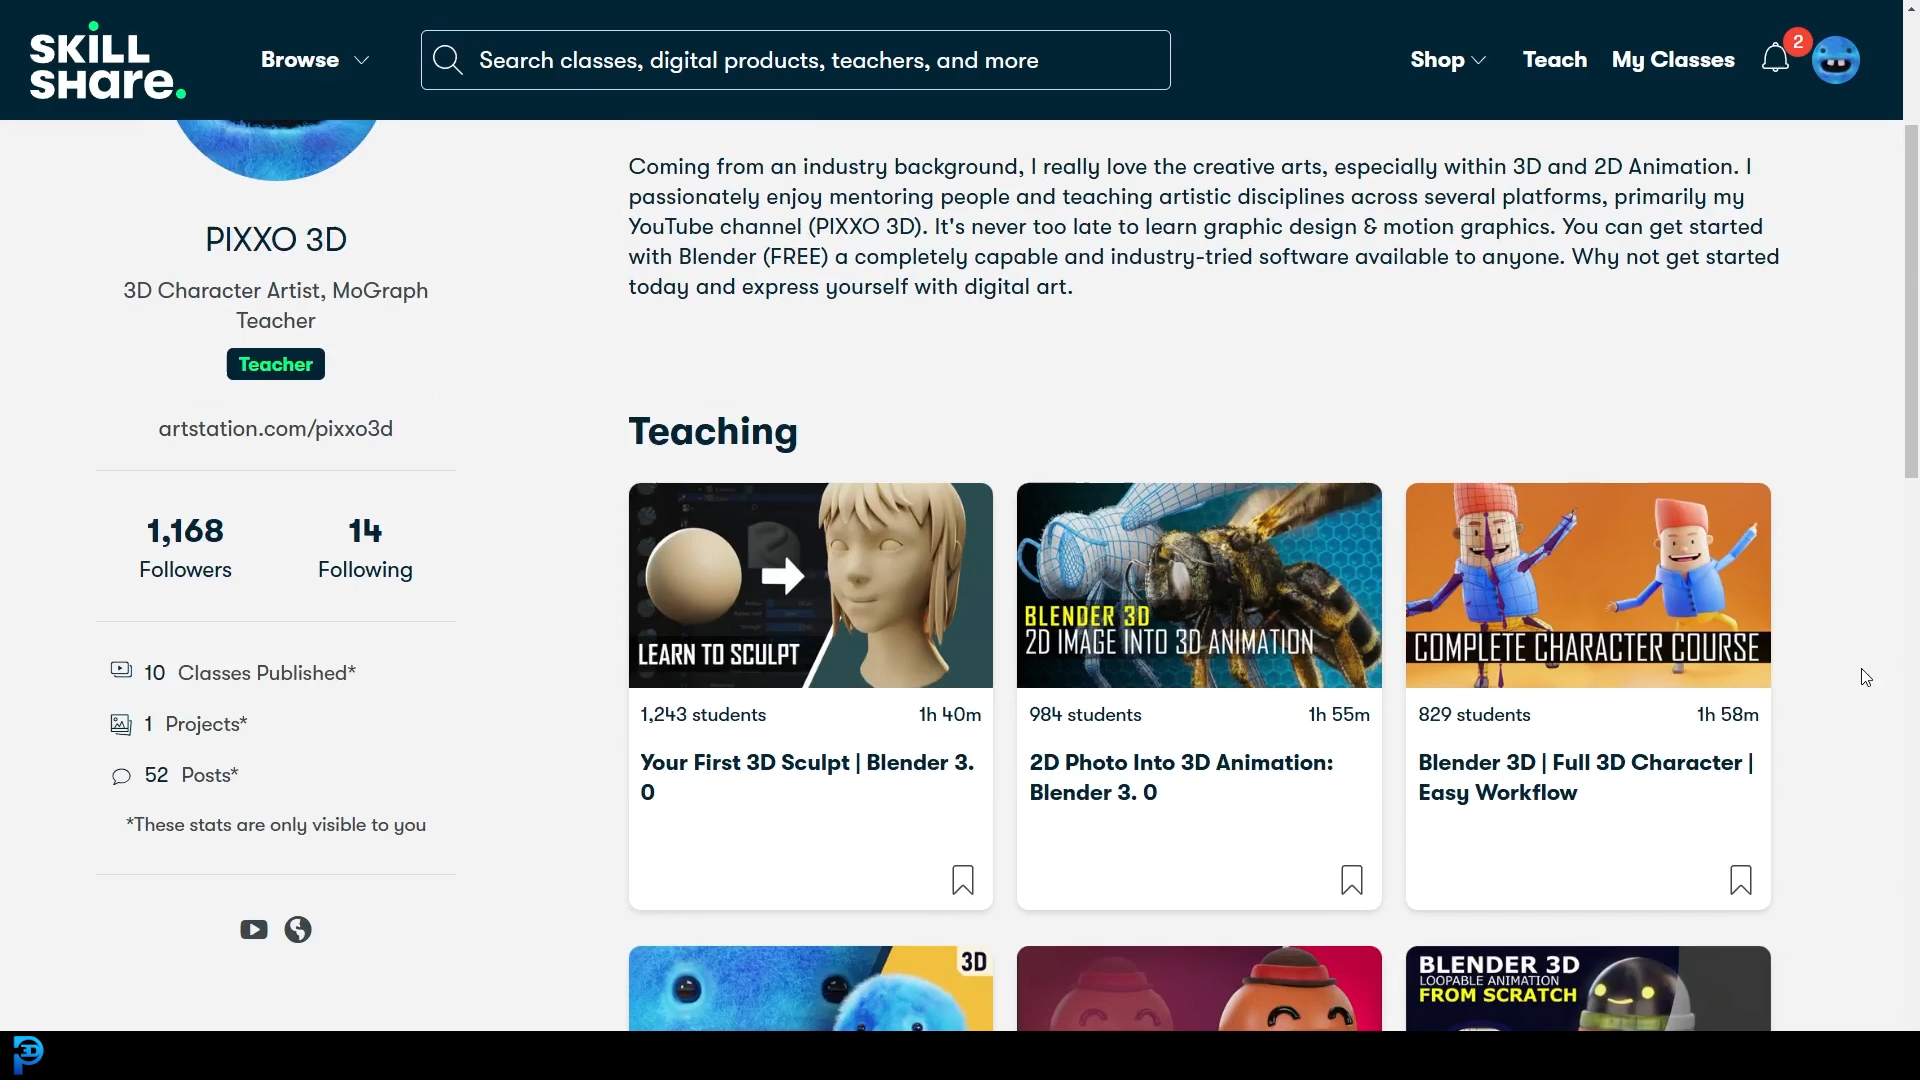 SKILL
SHARE.
Browse
Search classes, digital products, teachers, and more
Shop
Teach
My Classes
2
PIXXO 3D
3D Character Artist, MoGraph
Teacher
Teacher
artstation.com/pixxo3d
1,168
Followers
14
Following
10 Classes Published*
1 Projects*
52 Posts*
*These stats are only visible to you
Coming from an industry background, I really love the creative arts, especially within 3D and 2D Animation. I
passionately enjoy mentoring people and teaching artistic disciplines across several platforms, primarily my
YouTube channel (PIXXO 3D). It's never too late to learn graphic design & motion graphics. You can get started
with Blender (FREE) a completely capable and industry-tried software available to anyone. Why not get started
today and express yourself with digital art.
Teaching
LEARN TO SCULPT
1,243 students
1h 40m
Your First 3D Sculpt | Blender 3.
0
BLENDER 3D
2D IMAGE INTO 3D ANIMATION
984 students
1h 55m
2D Photo Into 3D Animation:
Blender 3. 0
COMPLETE CHARACTER COURSE
829 students
1h 58m
Blender 3D | Full 3D Character |
Easy Workflow
3D
BLENDER 3D
LOOPABLE ANIMATION
FROM SCRATCH
P3D